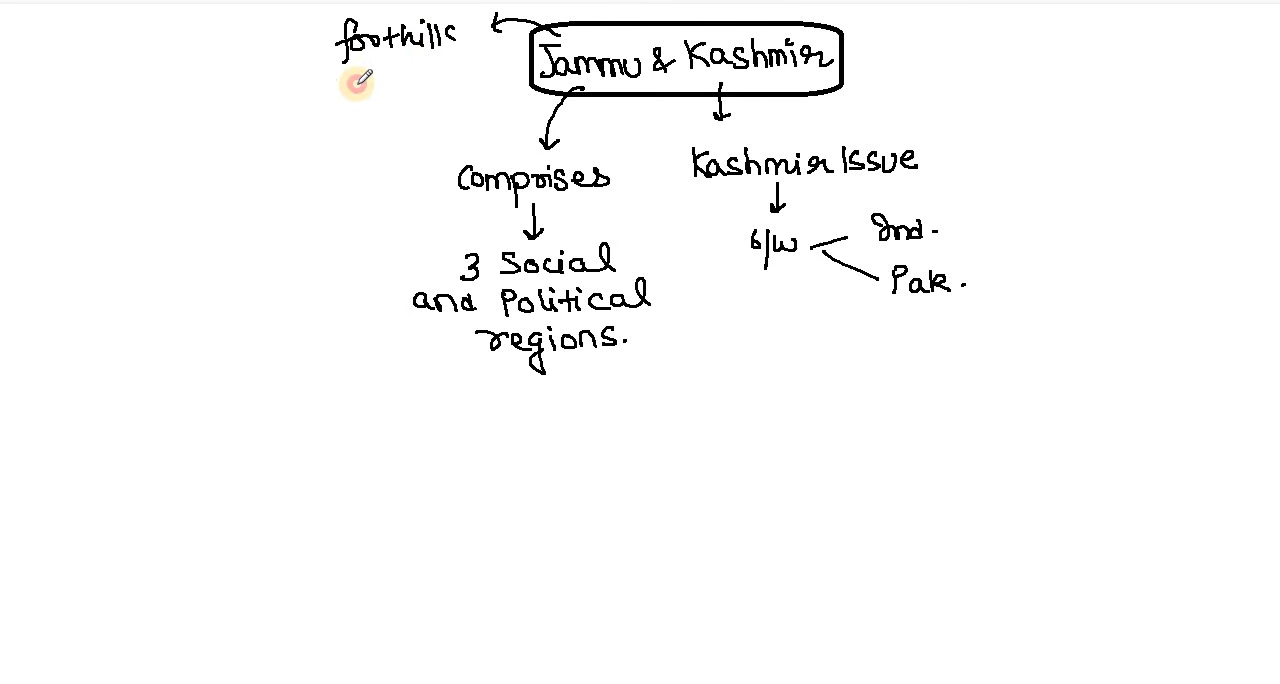 foothills
Jammu & Kashmir
Comprises
3 Social
and Political
regions.
Kashmir Issue
b/w
Ind.
Pak.